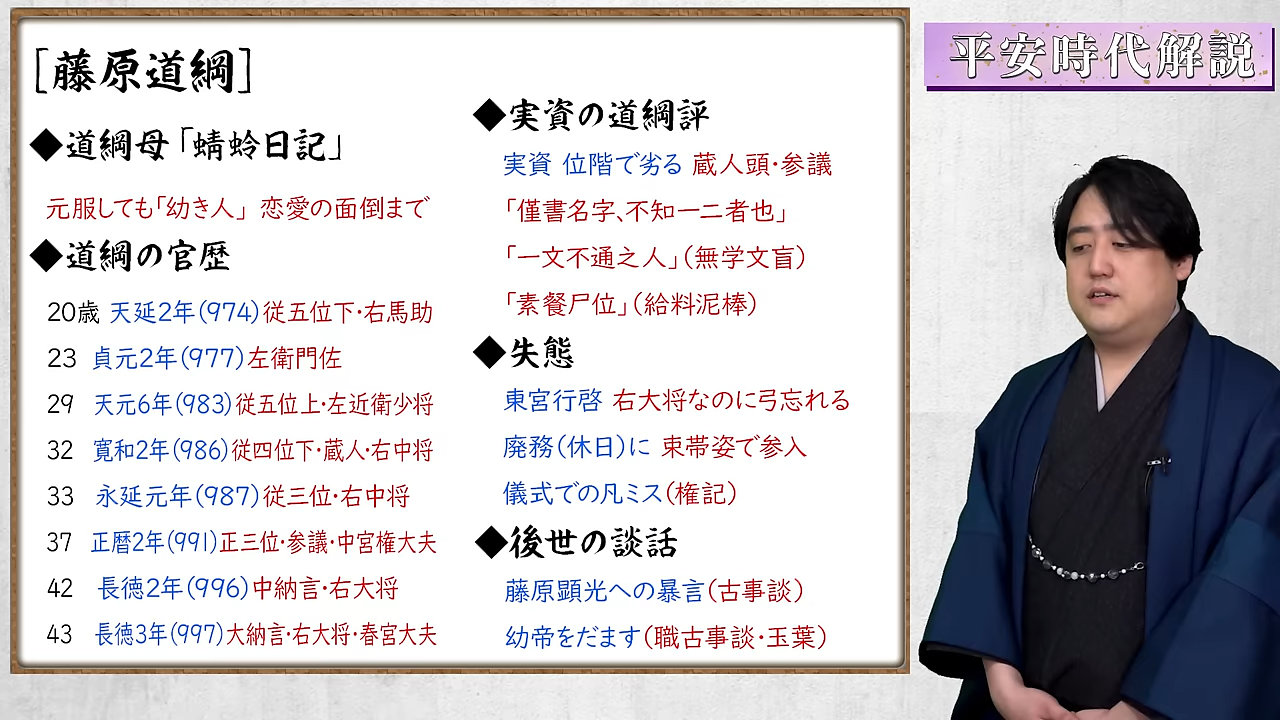 [藤原道綱]
◆道綱母「蜻蛉日記」
元服しても「幼き人」 恋愛の面倒まで
◆道綱の官歴
20歳 天延2年(974)従五位下・右馬助
23 貞元2年(977)左衛門佐
29 天元6年(983)従五位上・左近衛少将
32 寛和2年(986)従四位下・蔵人・右中将
33 永延元年(987)従三位・右中将
37 正暦2年(991)正三位・参議・中宮権大夫
42 長徳2年(996)中納言・右大将
43 長徳3年(997)大納言・右大将・春宮大夫
◆実資の道綱評
実資 位階で劣る 蔵人頭・参議
「僅書名字、不知一二者也」
「一文不通之人」(無学文盲)
「素餐尸位」(給料泥棒)
◆失態
東宮行啓 右大将なのに弓忘れる
廃務(休日)に 束帯姿で参入
儀式での凡ミス(権記)
◆後世の談話
藤原顕光への暴言(古事談)
幼帝をだます(職古事談・玉葉)
平安時代解説